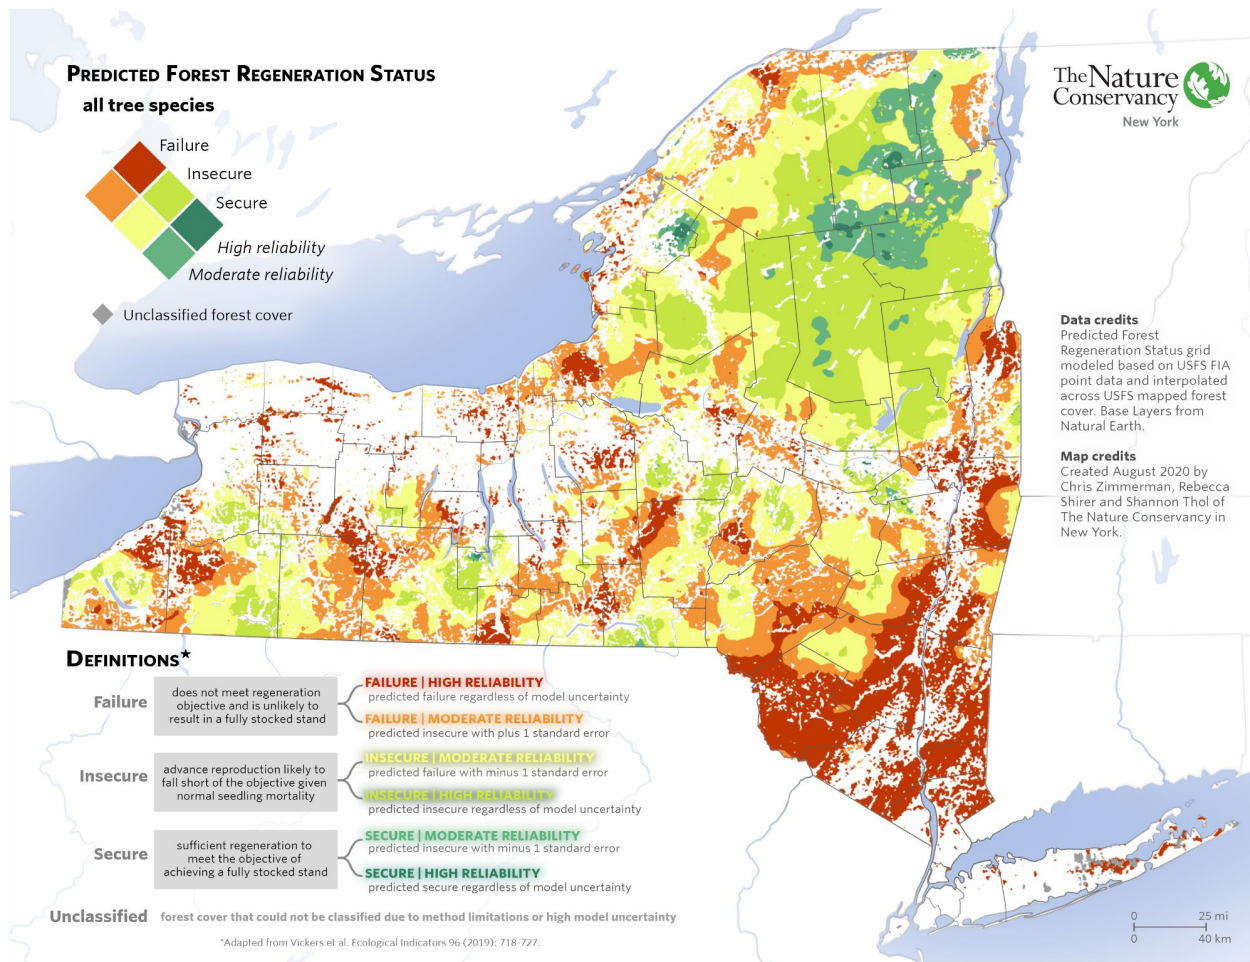 PREDICTED FOREST REGENERATION STATUS
all tree species
Failure
Insecure
Secure
High reliability
Moderate reliability
Unclassified forest cover
The Nature
Conservancy
New York
Data credits
Predicted Forest
Regeneration Status grid
modeled based on USFS FIA
point data and interpolated
across USFS mapped forest
cover. Base Layers from
Natural Earth.
Map credits
Created August 2020 by
Chris Zimmerman, Rebecca
Shirer and Shannon Thol of
The Nature Conservancy in
New York.
DEFINITIONS*
Failure
does not meet regeneration
objective and is unlikely to
result in a fully stocked stand
FAILURE | HIGH RELIABILITY
predicted failure regardless of model uncertainty
FAILURE | MODERATE RELIABILITY
predicted insecure with plus 1 standard error
Insecure
advance reproduction likely to
fall short of the objective given
normal seedling mortality
INSECURE | MODERATE RELIABILITY
predicted failure with minus 1 standard error
INSECURE | HIGH RELIABILITY
predicted insecure regardless of model uncertainty
Secure
sufficient regeneration to
meet the objective of
achieving a fully stocked stand
SECURE | MODERATE RELIABILITY
predicted insecure with minus 1 standard error
SECURE | HIGH RELIABILITY
predicted secure regardless of model uncertainty
Unclassified
forest cover that could not be classified due to method limitations or high model uncertainty
*Adapted from Vickers et al. Ecological Indicators 96 (2019): 718-727.
0 25 mi
0 40 km